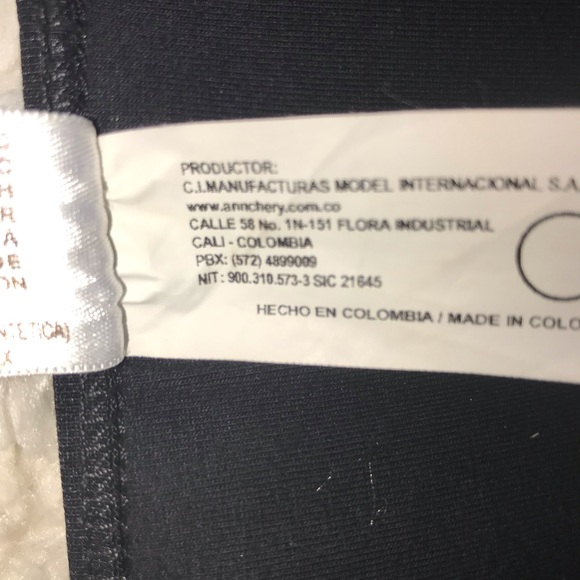 PRODUCTOR:
C.I.MANUFACTURAS MODEL INTERNACIONAL S.A
www.annchery.com.co
CALLE 58 No. 1N-151 FLORA INDUSTRIAL
CALI - COLOMBIA
PBX: (572) 4899009
NIT: 900.310.573-3 SIC 21645
HECHO EN COLOMBIA / MADE IN COLO